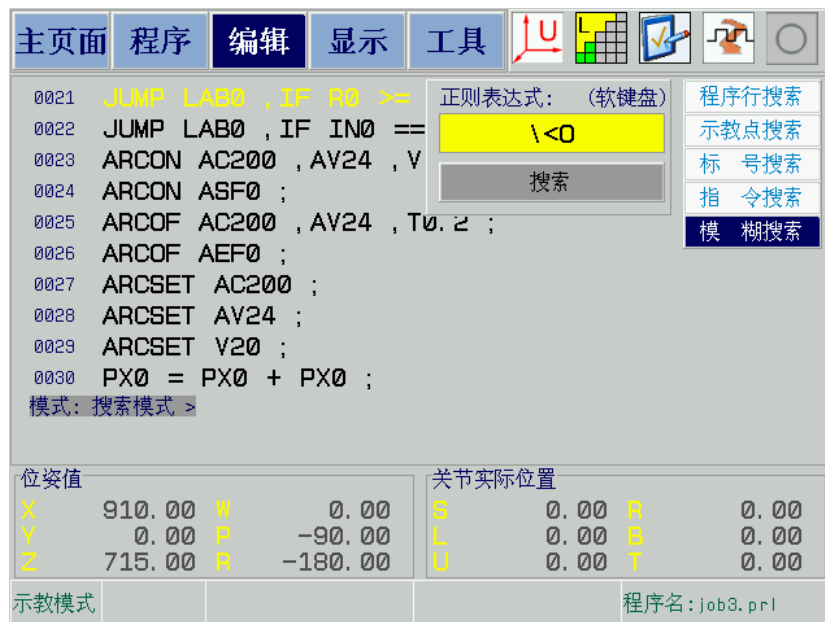 主页面 程序 编辑 显示 工具 U L
0021 JUMP LAB0 ,IF R0 >=
正则表达式: (软键盘)
程序行搜索
0022 JUMP LAB0 ,IF IN0 ==
\<O
示教点搜索
0023 ARCON AC200 ,AV24 ,V
标 号搜索
0024 ARCON ASF0 ;
搜索
指 令搜索
0025 ARCOF AC200 ,AV24 ,T0.2 ;
模 糊搜索
0026 ARCOF AEF0 ;
0027 ARCSET AC200 ;
0028 ARCSET AV24 ;
0029 ARCSET V20 ;
0030 PX0 = PX0 + PX0 ;
模式: 搜索模式 >
位姿值 关节实际位置
X 910.00 W 0.00 S 0.00 R 0.00
Y 0.00 P -90.00 L 0.00 B 0.00
Z 715.00 R -180.00 U 0.00 T 0.00
示教模式 程序名:job3.prl